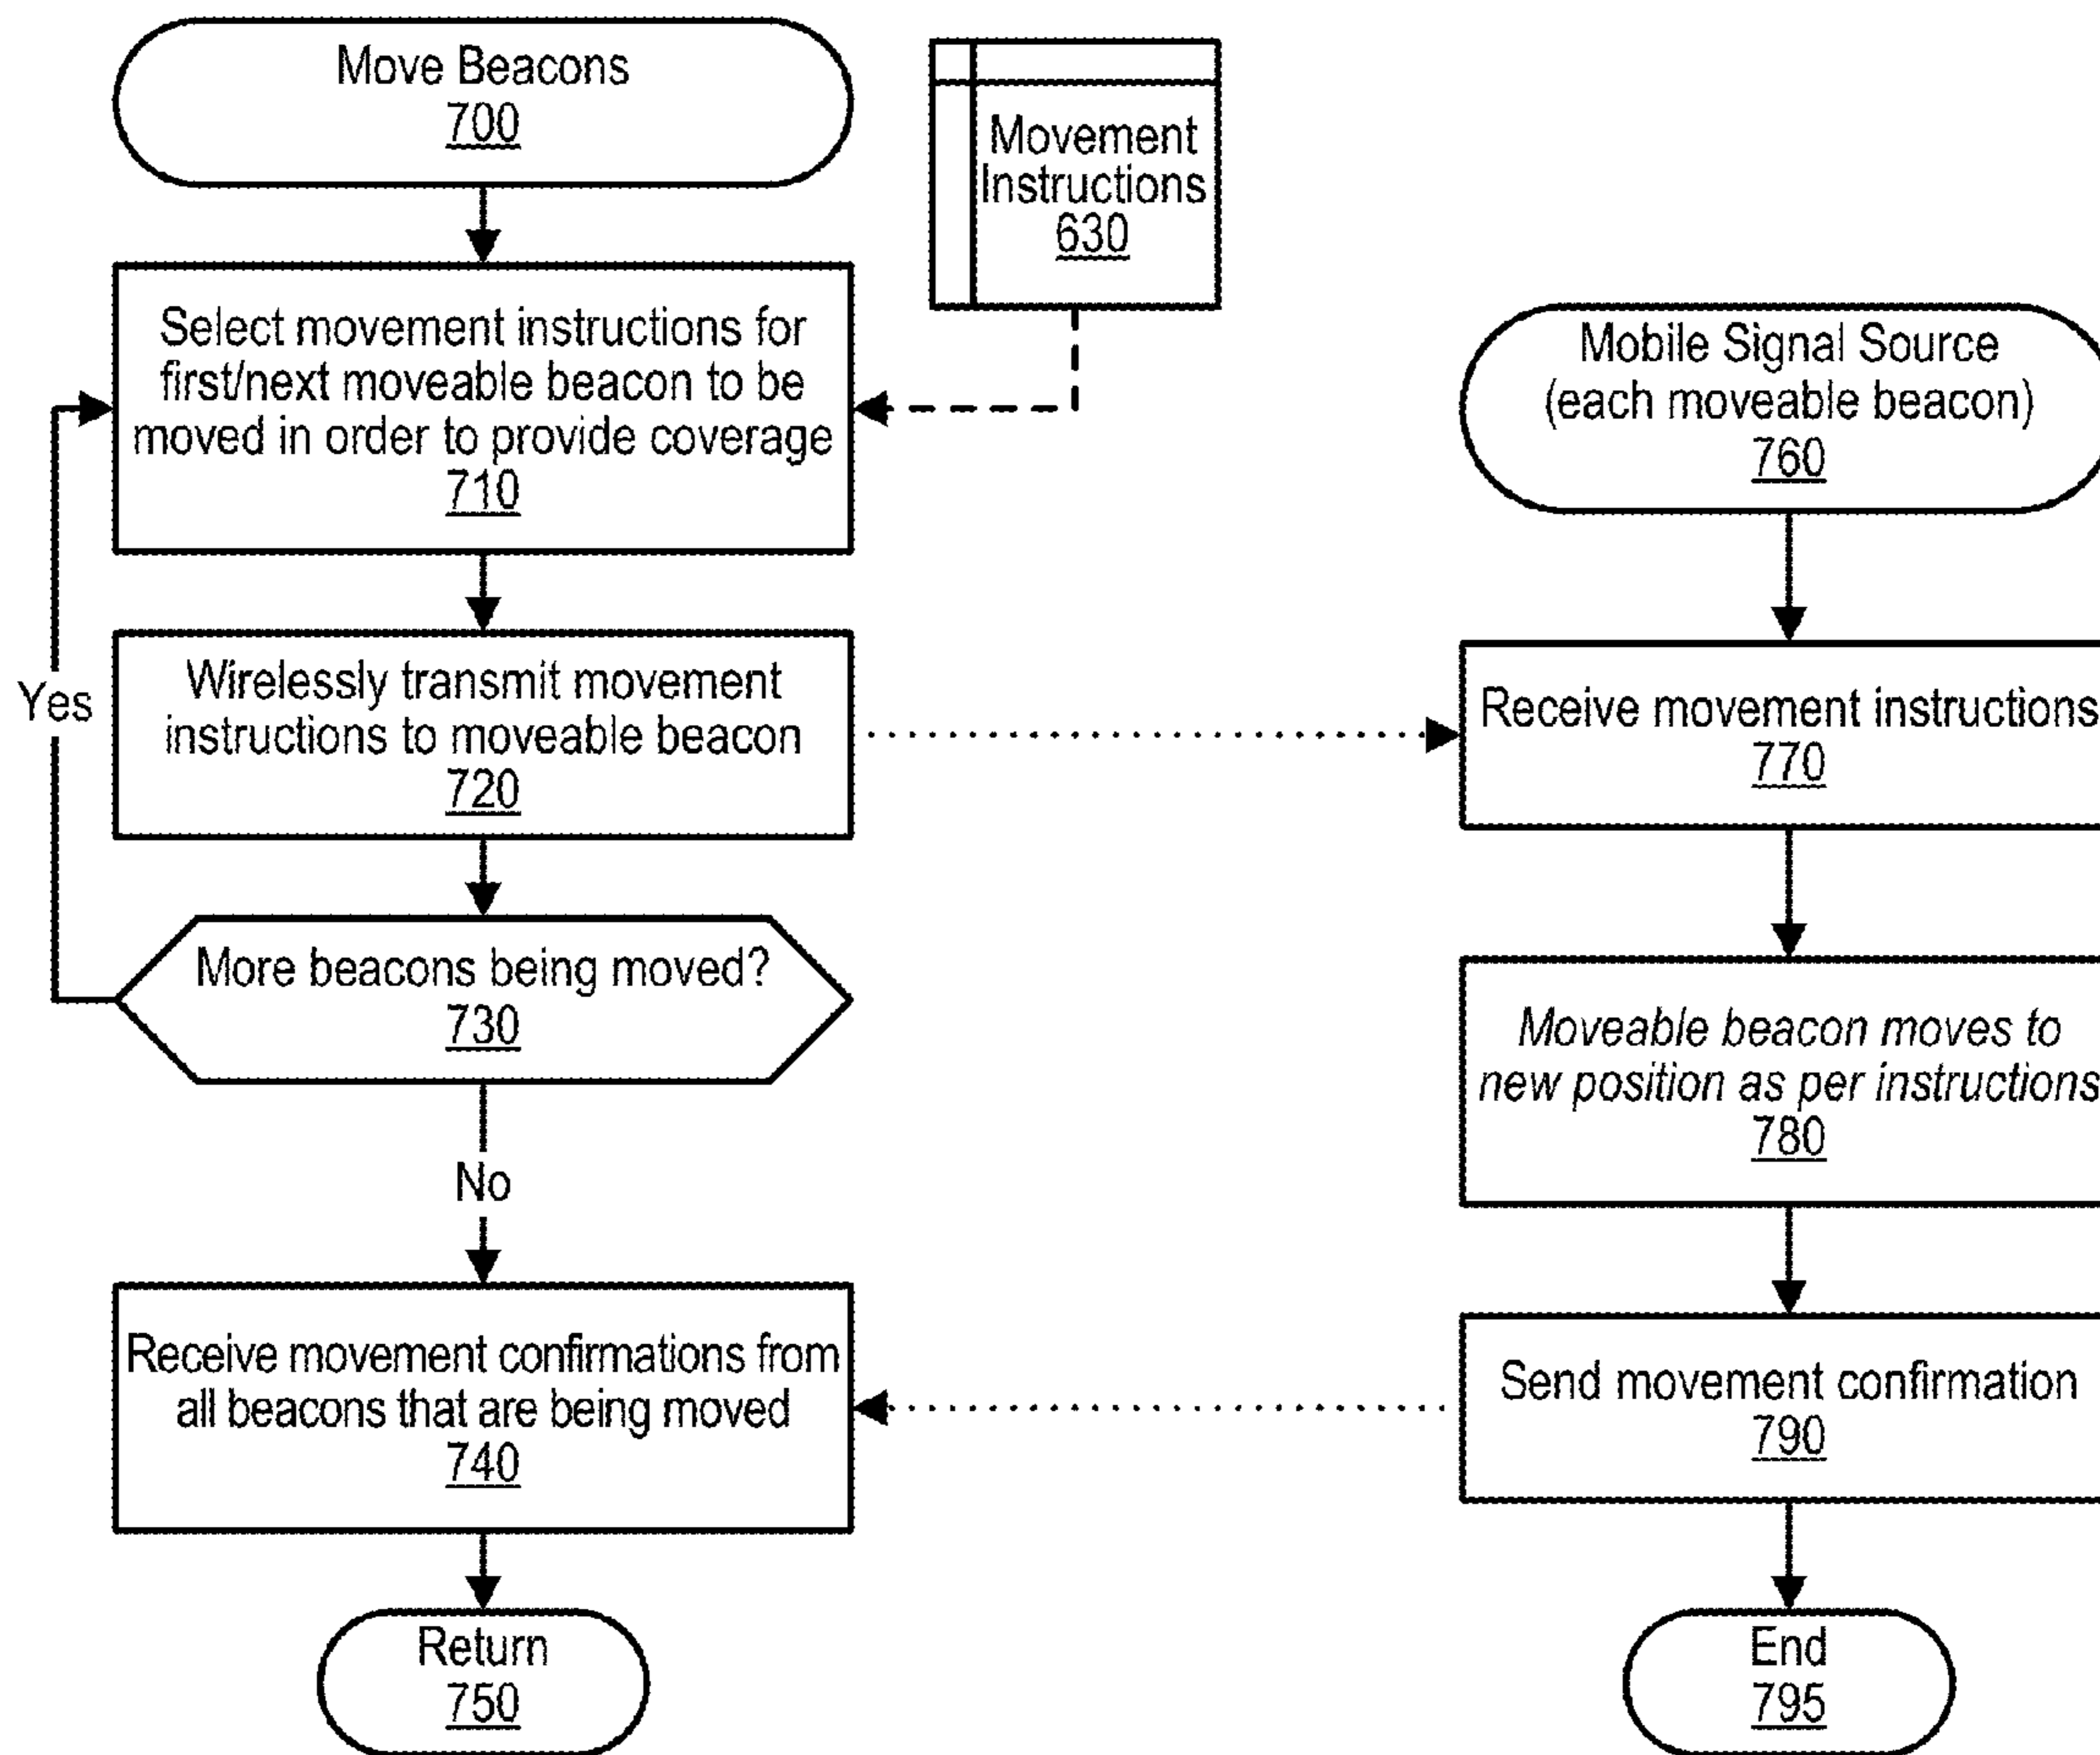 Move Beacons
700
Movement
Instructions
630
Select movement instructions for
first/next moveable beacon to be
moved in order to provide coverage
710
Mobile Signal Source
(each moveable beacon)
760
Yes
Wirelessly transmit movement
instructions to moveable beacon
720
Receive movement instructions
770
More beacons being moved?
730
Moveable beacon moves to
new position as per instructions
780
No
Receive movement confirmations from
all beacons that are being moved
740
Send movement confirmation
790
Return
750
End
795